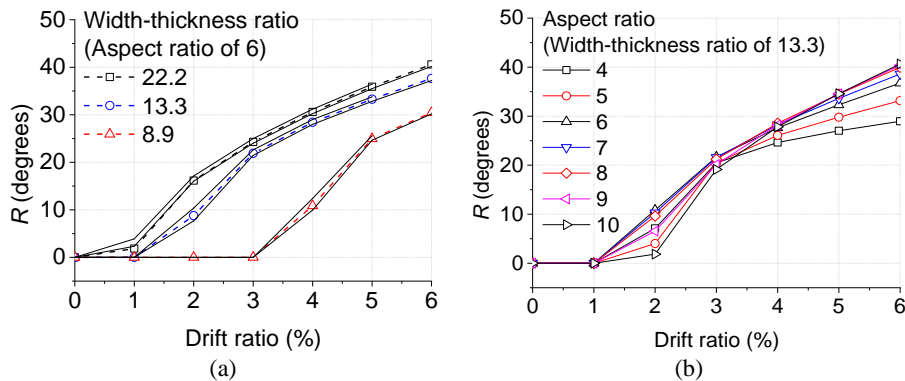 Width-thickness ratio
(Aspect ratio of 6)
22.2
13.3
8.9
50
40
30
20
10
0
R (degrees)
0 1 2 3 4 5 6
Drift ratio (%)
(a)
Aspect ratio
(Width-thickness ratio of 13.3)
4
5
6
7
8
9
10
50
40
30
20
10
0
R (degrees)
0 1 2 3 4 5 6
Drift ratio (%)
(b)